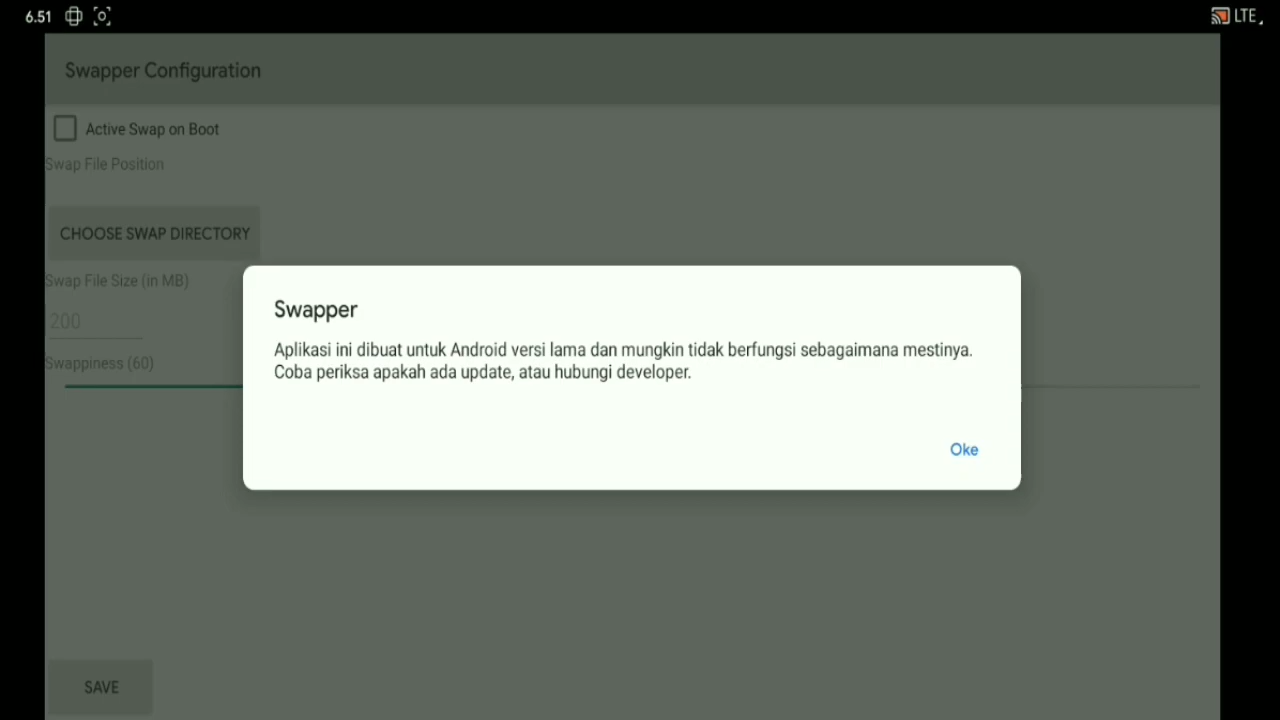 6.51
LTE
Swapper Configuration
Active Swap on Boot
Swap File Position
CHOOSE SWAP DIRECTORY
Swap File Size (in MB)
200
Swappiness (60)
Swapper
Aplikasi ini dibuat untuk Android versi lama dan mungkin tidak berfungsi sebagaimana mestinya.
Coba periksa apakah ada update, atau hubungi developer.
Oke
SAVE